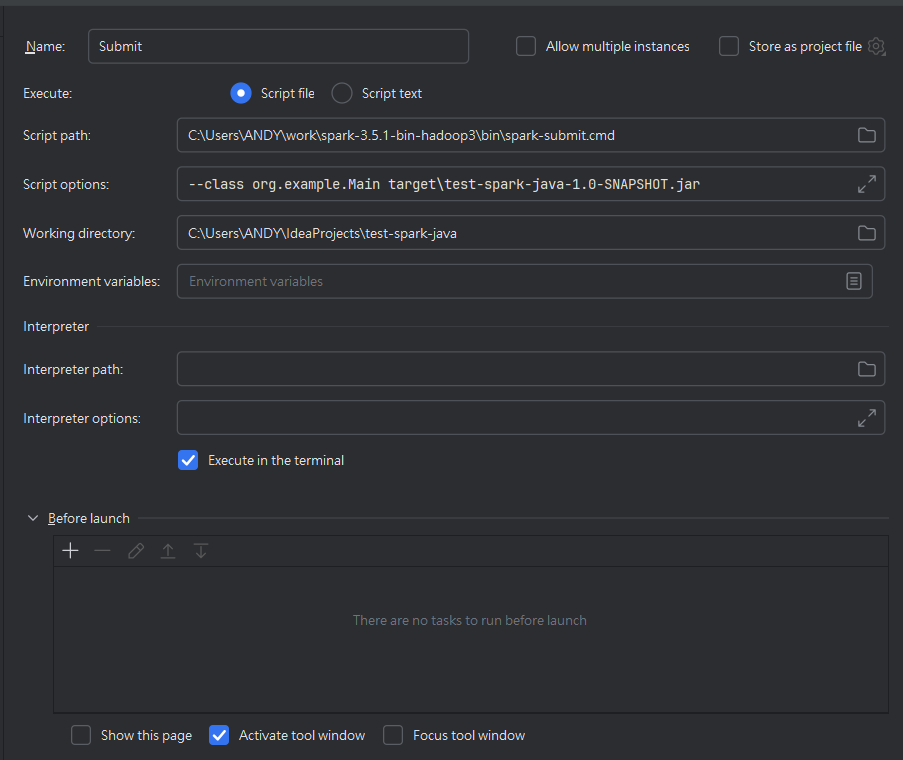 Name: Submit Allow multiple instances Store as project file
Execute: Script file Script text
Script path: C:\Users\ANDY\work\spark-3.5.1-bin-hadoop3\bin\spark-submit.cmd
Script options: --class org.example.Main target\test-spark-java-1.0-SNAPSHOT.jar
Working directory: C:\Users\ANDY\IdeaProjects\test-spark-java
Environment variables: Environment variables
Interpreter
Interpreter path:
Interpreter options:
Execute in the terminal
Before launch
There are no tasks to run before launch
Show this page Activate tool window Focus tool window